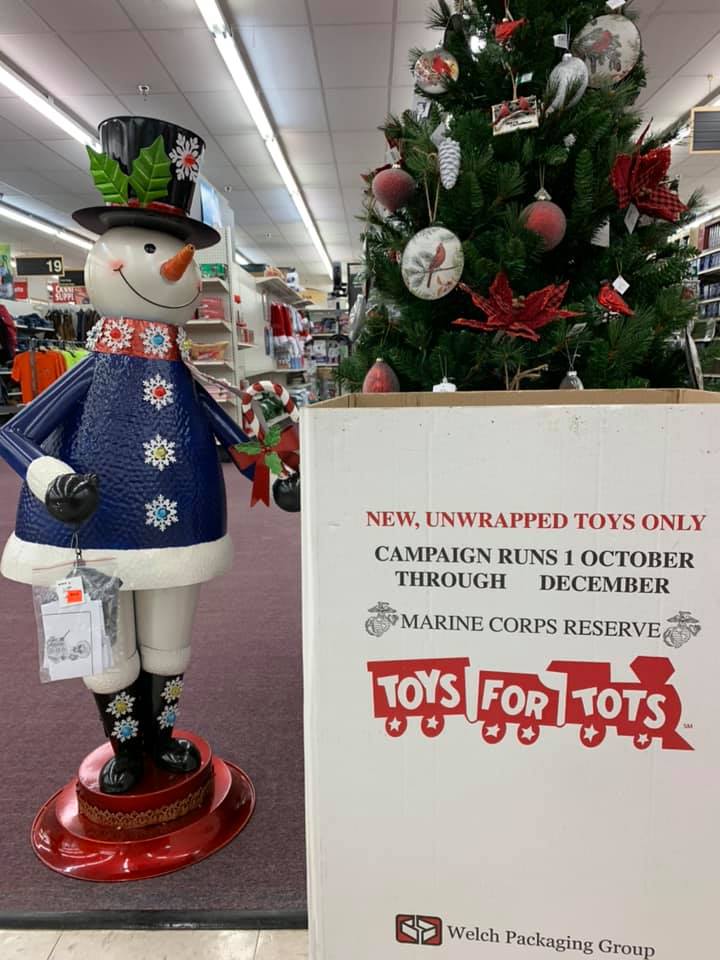 19
NEW, UNWRAPPED TOYS ONLY
CAMPAIGN RUNS 1 OCTOBER
THROUGH DECEMBER
MARINE CORPS RESERVE
TOYS FOR TOTS
SM
Welch Packaging Group